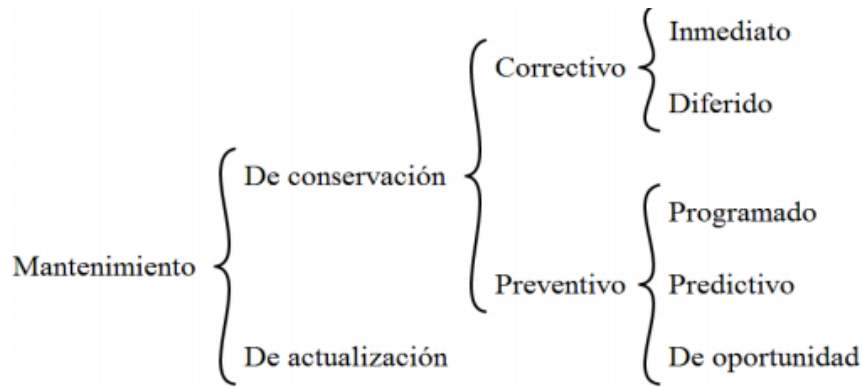 Inmediato
Correctivo
Diferido
De conservación
Programado
Mantenimiento
Preventivo
Predictivo
De actualización
De oportunidad